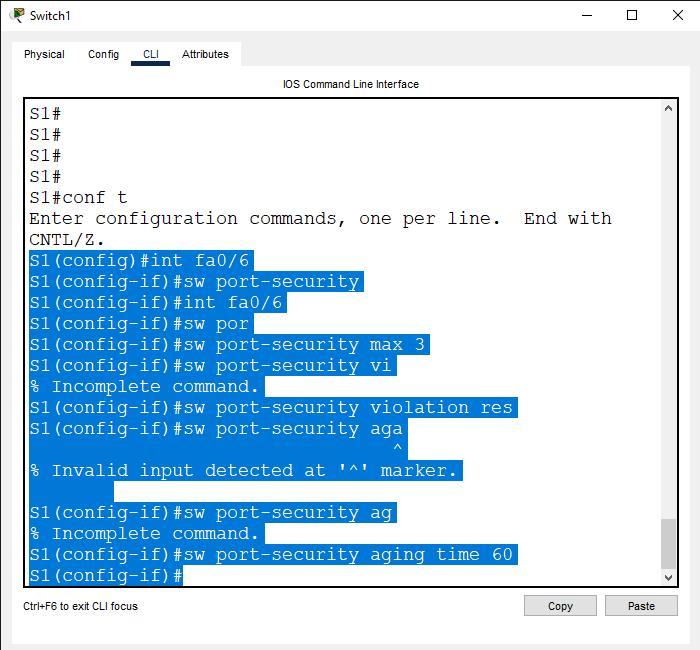 Switch1
Physical Config CLI Attributes
IOS Command Line Interface
S1#
S1#
S1#
S1#
S1#conf t
Enter configuration commands, one per line.  End with
CNTL/Z.
S1(config)#int fa0/6
S1(config-if)#sw port-security
S1(config-if)#int fa0/6
S1(config-if)#sw por
S1(config-if)#sw port-security max 3
S1(config-if)#sw port-security vi
% Incomplete command.
S1(config-if)#sw port-security violation res
S1(config-if)#sw port-security aga
^
% Invalid input detected at '^' marker.
S1(config-if)#sw port-security ag
% Incomplete command.
S1(config-if)#sw port-security aging time 60
S1(config-if)#
Ctrl+F6 to exit CLI focus
Copy Paste